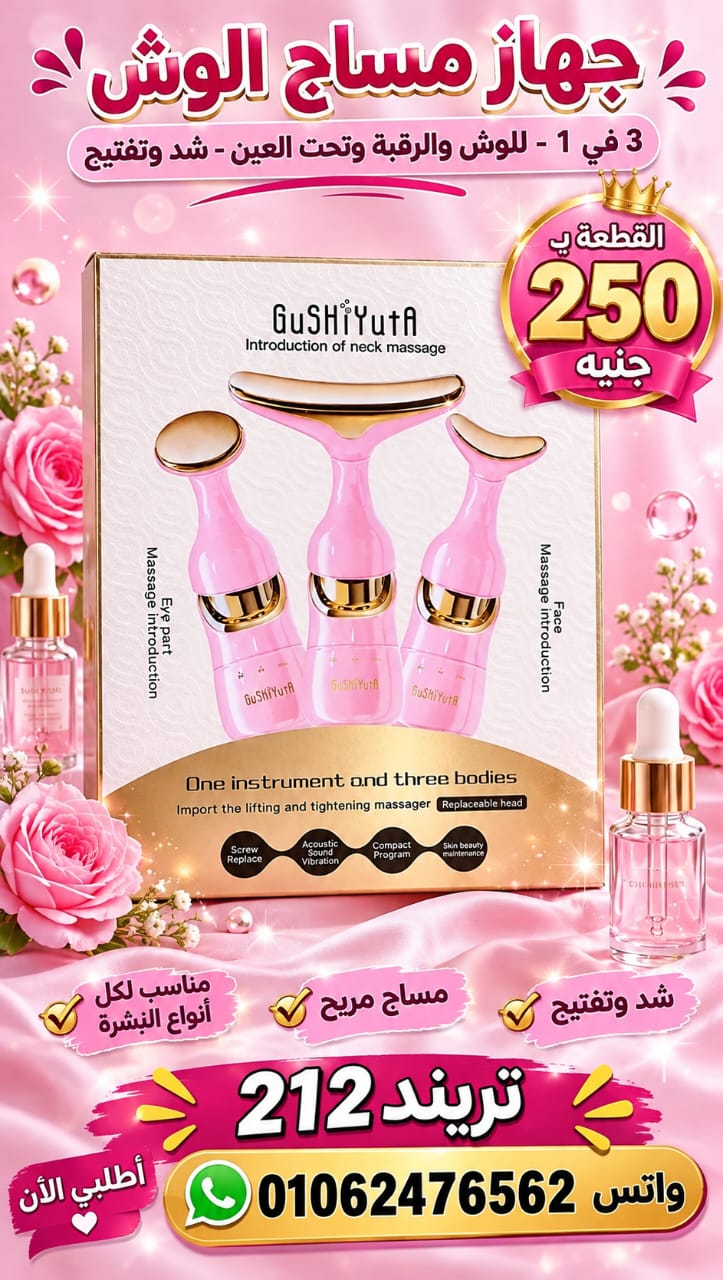 جهاز مساج الوش
3 في 1 - للوش والرقبة وتحت العين - شد وتفتيج
القطعة ب
250
جنيه
GuSHiYutA
Introduction of neck massage
Eye part
Massage introduction
Face
Massage introduction
GuSHiYutA
GuSHiYutA
GuSHiYutA
One instrument and three bodies
Import the lifting and tightening massager Replaceable head
Screw
Replace
Acoustic
Sound
Vibration
Compact
Program
Skin beauty
maintenance
شد وتفتيج
مساج مريح
مناسب لكل
أنواع النشرة
تريند 212
أطلبي الأن
واتس 01062476562